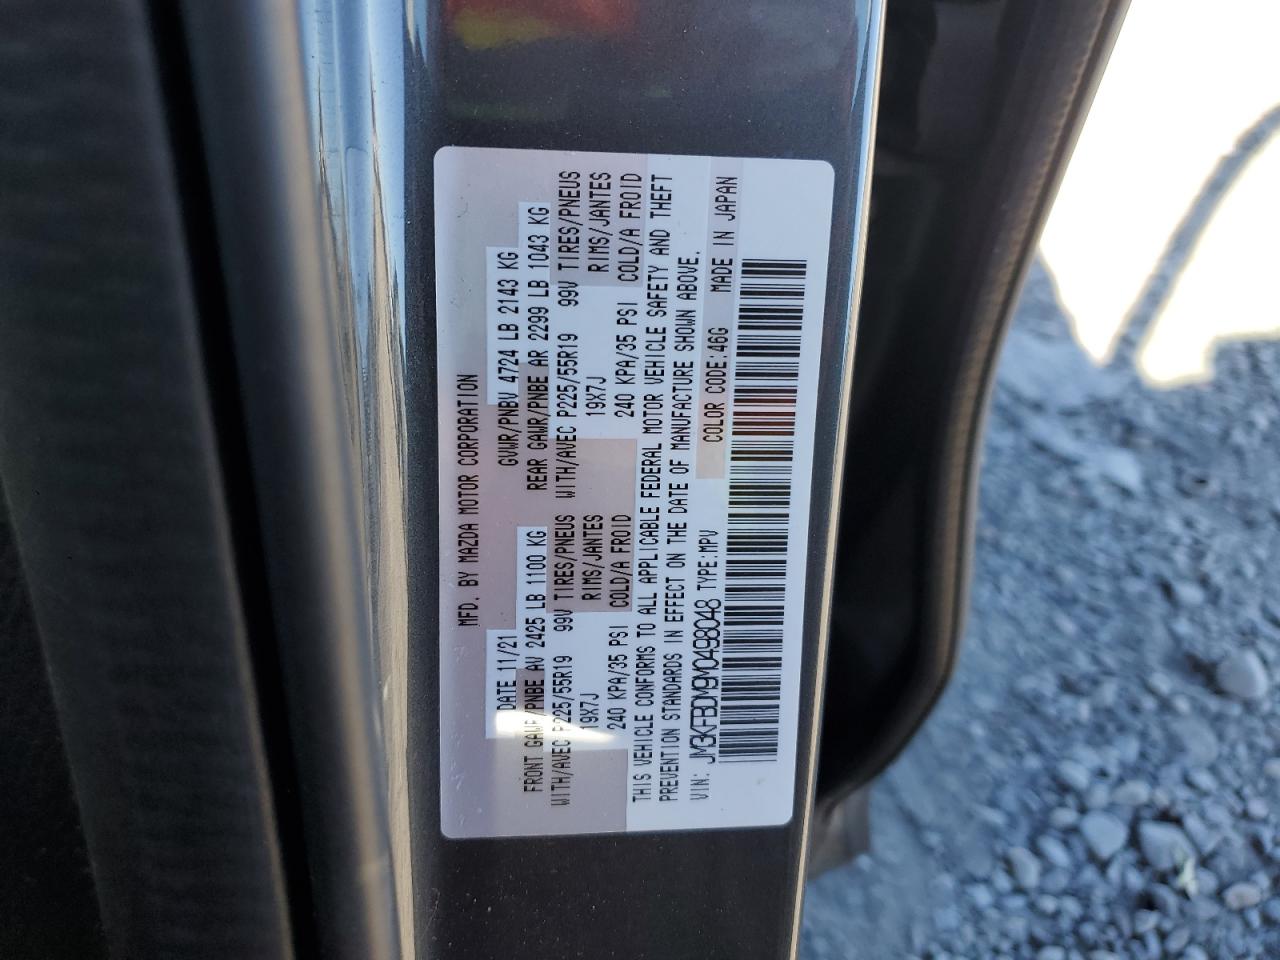 MFD. BY MAZDA MOTOR CORPORATION
DATE 11/21 GVWR/PNBV 4724 LB 2143 KG
FRONT GAWR/PNBE AV 2425 LB 1100 KG REAR GAWR/PNBE AR 2299 LB 1043 KG
WITH/AVEC P225/55R19 99V TIRES/PNEUS WITH/AVEC P225/55R19 99V TIRES/PNEUS
19X7J RIMS/JANTES 19X7J RIMS/JANTES
240 KPA/35 PSI COLD/A FROID 240 KPA/35 PSI COLD/A FROID
THIS VEHICLE CONFORMS TO ALL APPLICABLE FEDERAL MOTOR VEHICLE SAFETY AND THEFT
PREVENTION STANDARDS IN EFFECT ON THE DATE OF MANUFACTURE SHOWN ABOVE.
VIN: JM3KFBDM9M0498048 TYPE:MPV COLOR CODE:46G MADE IN JAPAN